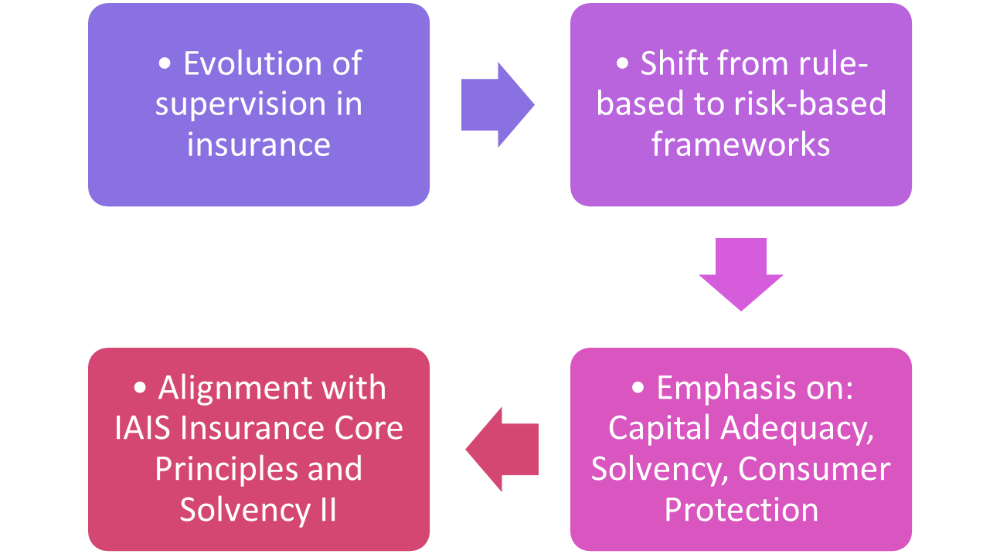 • Evolution of
supervision in
insurance
• Shift from rule-
based to risk-based
frameworks
• Emphasis on:
Capital Adequacy,
Solvency, Consumer
Protection
• Alignment with
IAIS Insurance Core
Principles and
Solvency II